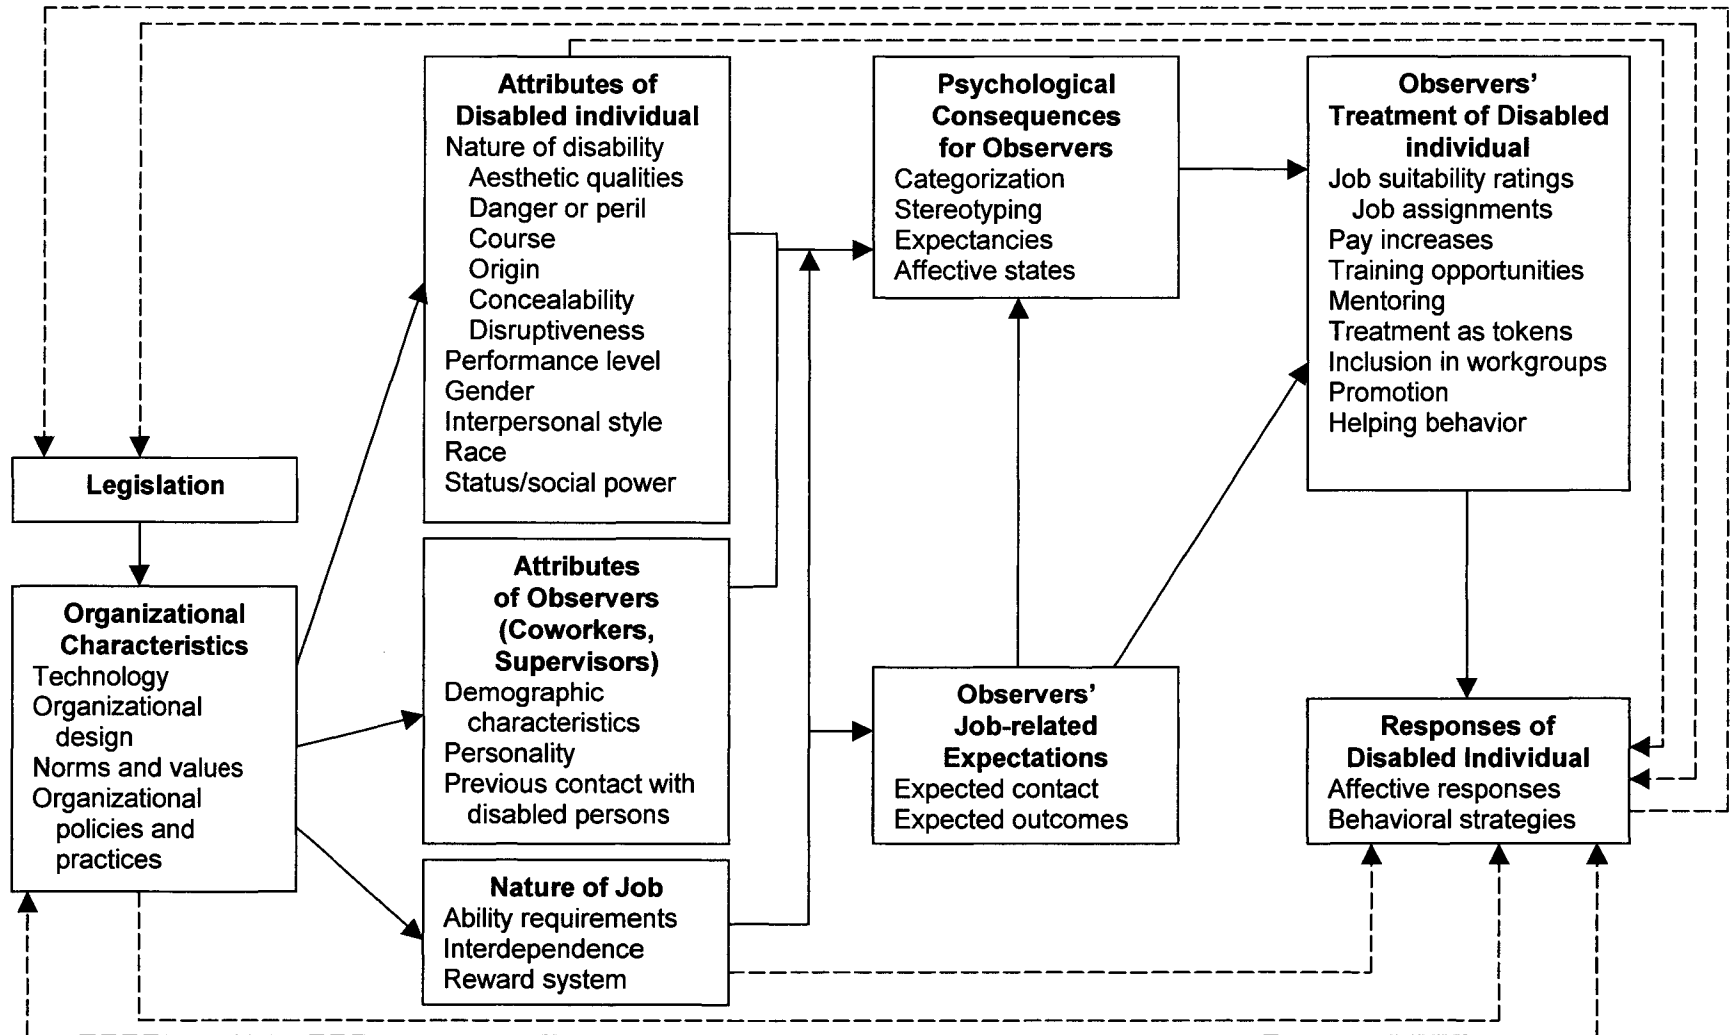 Attributes of
Disabled individual
Nature of disability
Aesthetic qualities
Danger or peril
Course
Origin
Concealability
Disruptiveness
Performance level
Gender
Interpersonal style
Race
Status/social power
Psychological
Consequences
for Observers
Categorization
Stereotyping
Expectancies
Affective states
Observers'
Treatment of Disabled
individual
Job suitability ratings
Job assignments
Pay increases
Training opportunities
Mentoring
Treatment as tokens
Inclusion in workgroups
Promotion
Helping behavior
Legislation
Organizational
Characteristics
Technology
Organizational
design
Norms and values
Organizational
policies and
practices
Attributes
of Observers
(Coworkers,
Supervisors)
Demographic
characteristics
Personality
Previous contact with
disabled persons
Nature of Job
Ability requirements
Interdependence
Reward system
Observers'
Job-related
Expectations
Expected contact
Expected outcomes
Responses of
Disabled Individual
Affective responses
Behavioral strategies